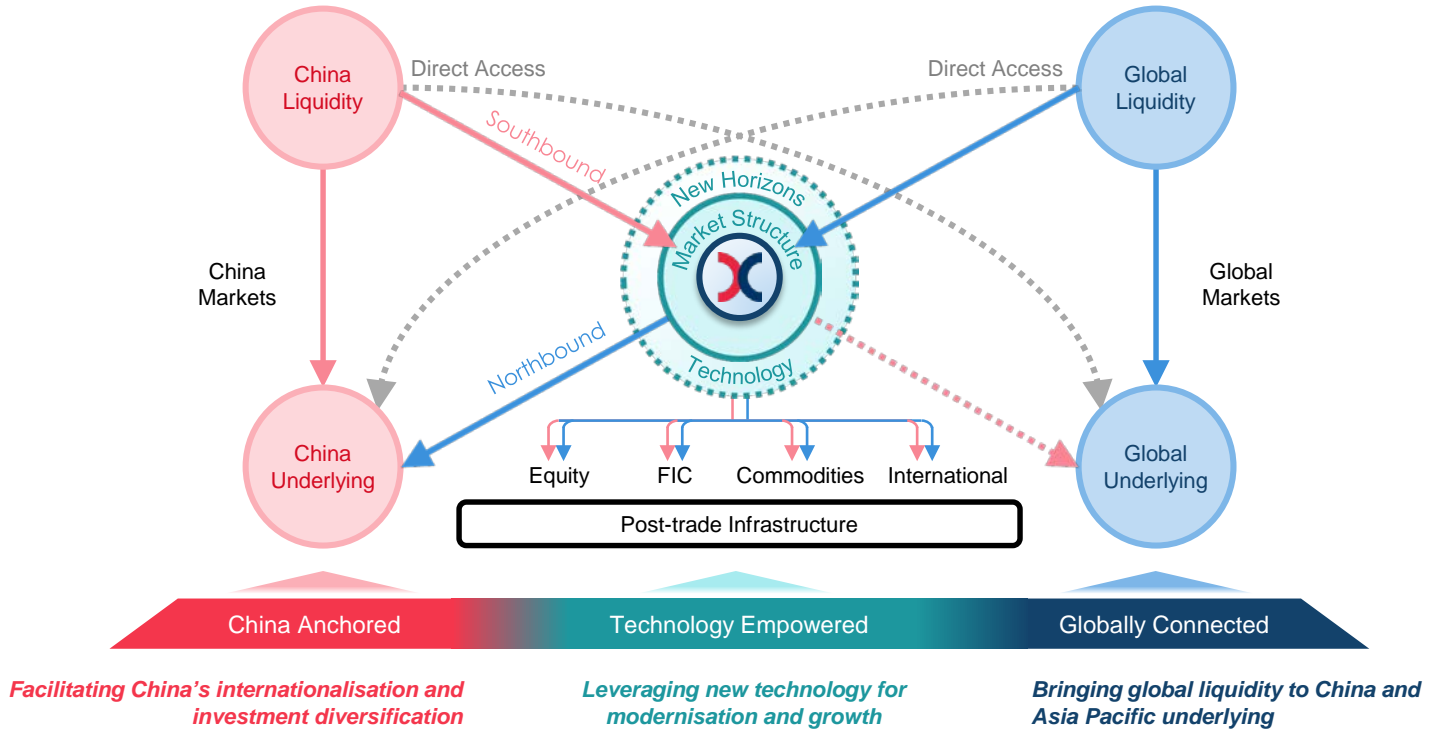 China
Liquidity
Direct Access
Direct Access
Global
Liquidity
Southbound
New Horizons
Market Structure
Technology
China
Markets
Global
Markets
Northbound
China
Underlying
Global
Underlying
Equity
FIC
Commodities
International
Post-trade Infrastructure
China Anchored
Technology Empowered
Globally Connected
Facilitating China’s internationalisation and
investment diversification
Leveraging new technology for
modernisation and growth
Bringing global liquidity to China and
Asia Pacific underlying